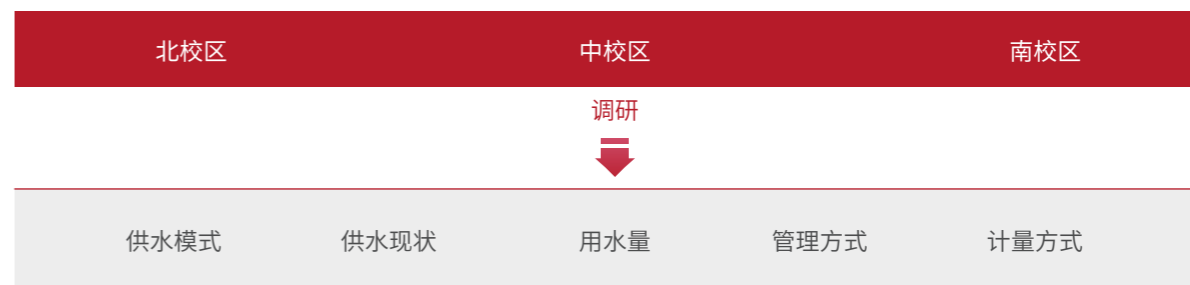 北校区 中校区 南校区
调研
供水模式 供水现状 用水量 管理方式 计量方式